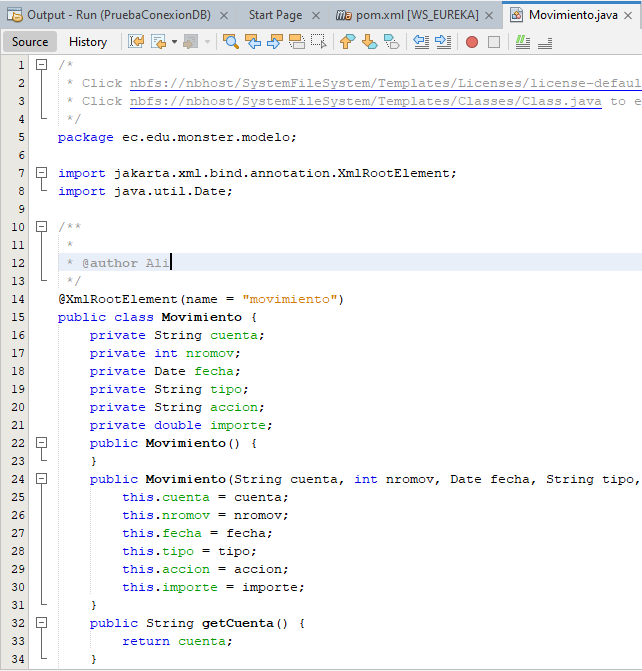 Output - Run (PruebaConexionDB) × Start Page × pom.xml [WS_EUREKA] × Movimiento.java ×
Source History
1 /*
2 * Click nbfs://nbhost/SystemFileSystem/Templates/Licenses/license-defaul
3 * Click nbfs://nbhost/SystemFileSystem/Templates/Classes/Class.java to e
4 */
5 package ec.edu.monster.modelo;
6
7 import jakarta.xml.bind.annotation.XmlRootElement;
8 import java.util.Date;
9
10 /**
11 *
12 * @author Ali
13 */
14 @XmlRootElement(name = "movimiento")
15 public class Movimiento {
16 private String cuenta;
17 private int nromov;
18 private Date fecha;
19 private String tipo;
20 private String accion;
21 private double importe;
22 public Movimiento() {
23 }
24 public Movimiento(String cuenta, int nromov, Date fecha, String tipo,
25 this.cuenta = cuenta;
26 this.nromov = nromov;
27 this.fecha = fecha;
28 this.tipo = tipo;
29 this.accion = accion;
30 this.importe = importe;
31 }
32 public String getCuenta() {
33 return cuenta;
34 }